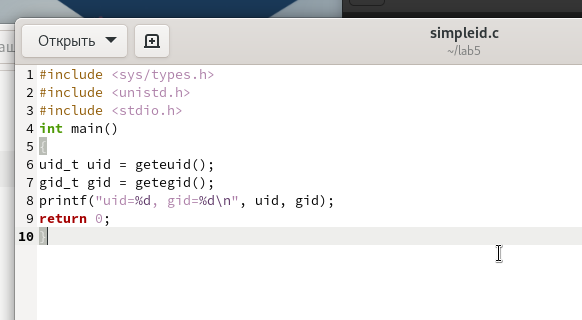 Открыть
simpleid.c
~/lab5
1 #include <sys/types.h>
2 #include <unistd.h>
3 #include <stdio.h>
4 int main()
5 {
6 uid_t uid = geteuid();
7 gid_t gid = getegid();
8 printf("uid=%d, gid=%d\n", uid, gid);
9 return 0;
10 }